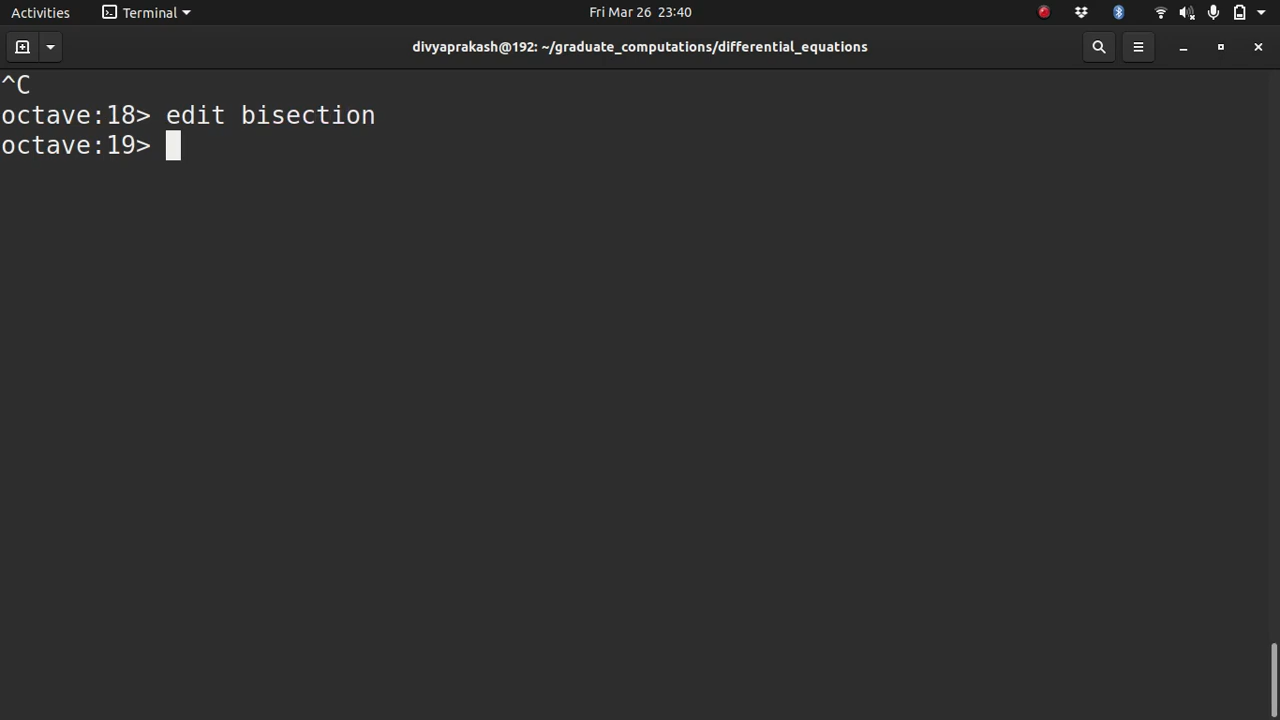 Activities Terminal Fri Mar 26 23:40
divyaprakash@192: ~/graduate_computations/differential_equations
^C
octave:18> edit bisection
octave:19>